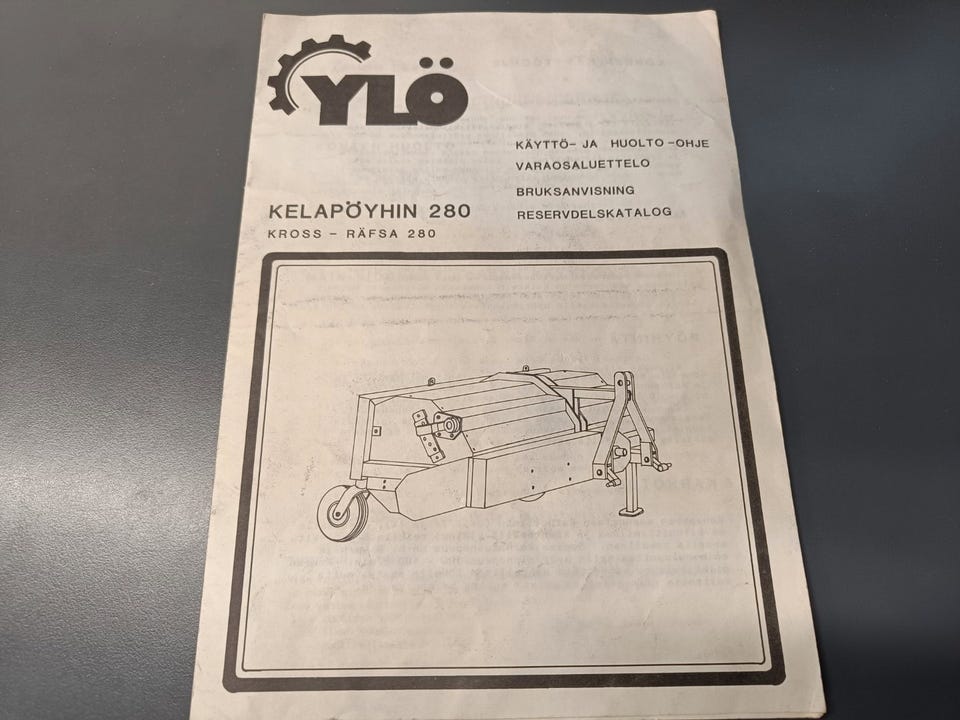 YLÖ
KÄYTTÖ- JA HUOLTO-OHJE
VARAOSALUETTELO
BRUKSANVISNING
RESERVDELSKATALOG
KELAPÖYHIN 280
KROSS - RÄFSA 280